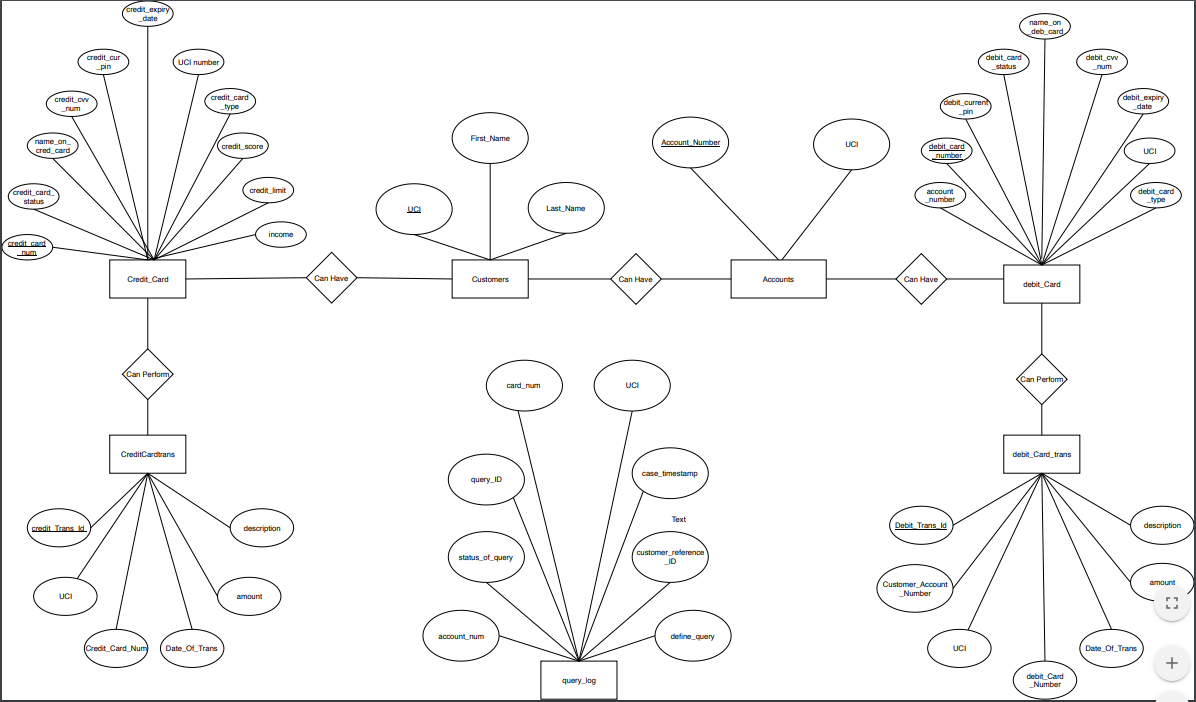 credit_expiry
_date
credit_cur
_pin
UCI number
credit_cvv
_num
credit_card
_type
name_on_
cred_card
credit_score
credit_card_
status
credit_limit
credit_card
_num
income
Credit_Card
Can Have
First_Name
UCI
Last_Name
Customers
Can Have
Account_Number
UCI
Accounts
Can Have
name_on
_deb_card
debit_card
_status
debit_cvv
_num
debit_current
_pin
debit_expiry
_date
debit_card
_number
UCI
account
_number
debit_card
_type
debit_Card
Can Perform
CreditCardtrans
credit_Trans_Id
description
UCI
amount
Credit_Card_Num
Date_Of_Trans
card_num
UCI
query_ID
case_timestamp
Text
status_of_query
customer_reference
_ID
account_num
define_query
query_log
Can Perform
debit_Card_trans
Debit_Trans_Id
description
Customer_Account
_Number
amount
UCI
Date_Of_Trans
debit_Card
_Number